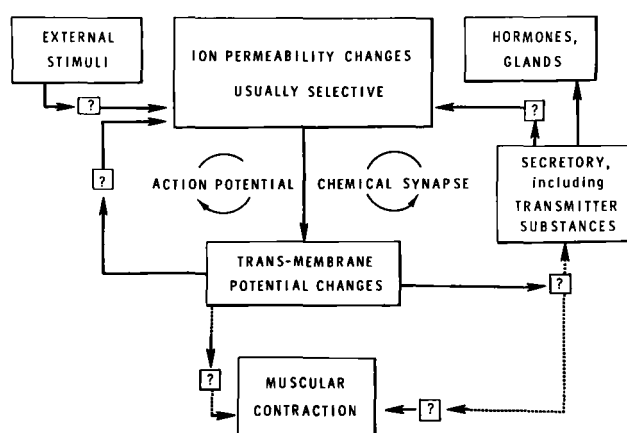 EXTERNAL
STIMULI
ION PERMEABILITY CHANGES
USUALLY SELECTIVE
HORMONES,
GLANDS
?
?
?
ACTION POTENTIAL
CHEMICAL SYNAPSE
SECRETORY,
including
TRANSMITTER
SUBSTANCES
TRANS-MEMBRANE
POTENTIAL CHANGES
?
?
MUSCULAR
CONTRACTION
?